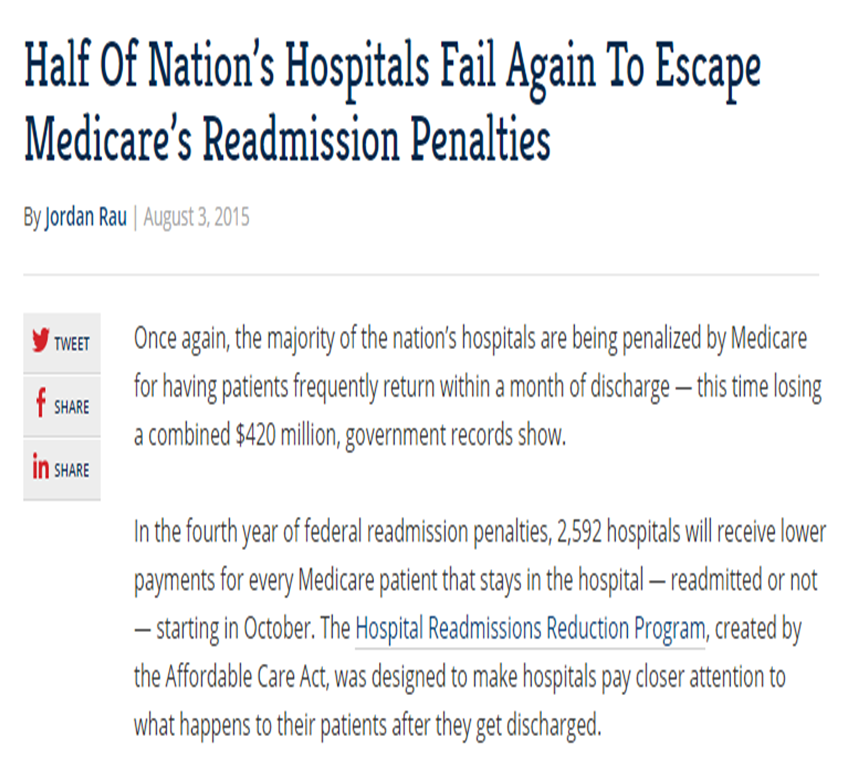 Half Of Nation’s Hospitals Fail Again To Escape
Medicare’s Readmission Penalties
By Jordan Rau | August 3, 2015
TWEET
SHARE
in SHARE
Once again, the majority of the nation’s hospitals are being penalized by Medicare
for having patients frequently return within a month of discharge — this time losing
a combined $420 million, government records show.
In the fourth year of federal readmission penalties, 2,592 hospitals will receive lower
payments for every Medicare patient that stays in the hospital — readmitted or not
— starting in October. The Hospital Readmissions Reduction Program, created by
the Affordable Care Act, was designed to make hospitals pay closer attention to
what happens to their patients after they get discharged.